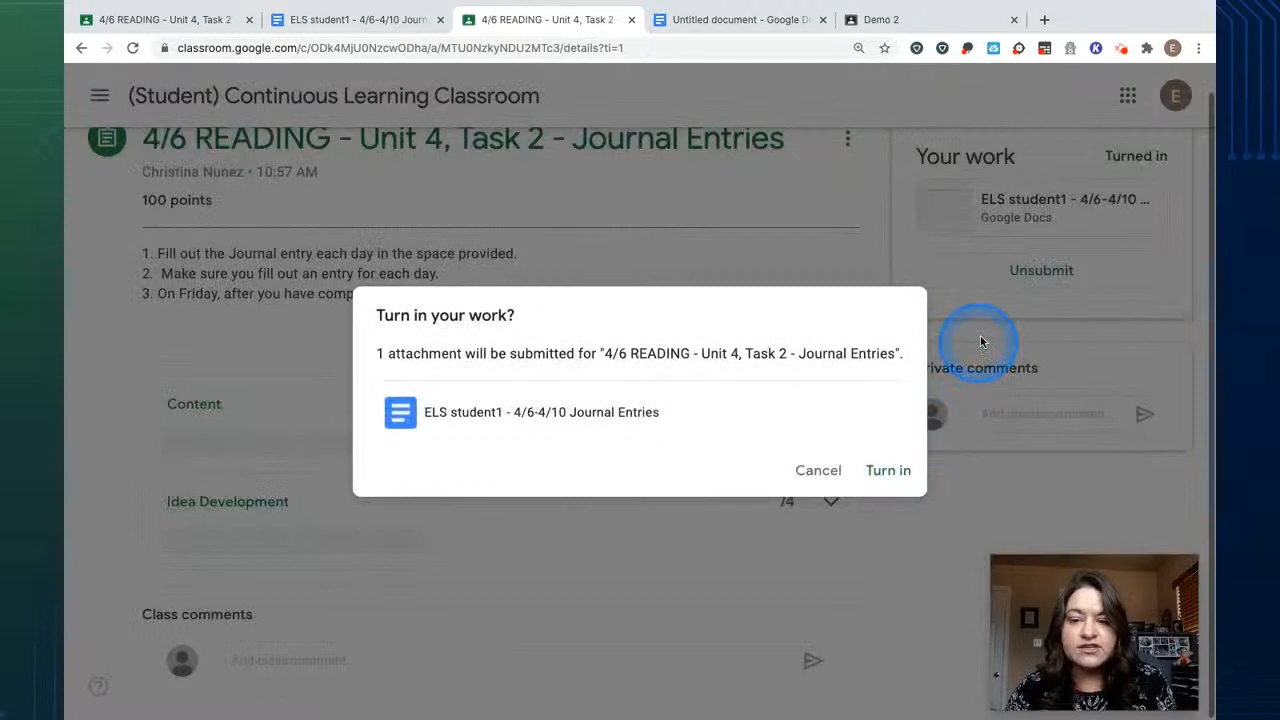 4/6 READING - Unit 4, Task 2
ELS student1 - 4/6-4/10 Journ
4/6 READING - Unit 4, Task 2 -
Untitled document - Google D
Demo 2
classroom.google.com/c/ODk4MjU0NzcwODha/a/MTU0NzkyNDU2MTc3/details?ti=1
E
(Student) Continuous Learning Classroom
E
4/6 READING - Unit 4, Task 2 - Journal Entries
Christina Nunez • 10:57 AM
100 points
1. Fill out the Journal entry each day in the space provided.
2. Make sure you fill out an entry for each day.
3. On Friday, after you have comp
Your work
Turned in
ELS student1 - 4/6-4/10 ...
Google Docs
Unsubmit
Turn in your work?
1 attachment will be submitted for "4/6 READING - Unit 4, Task 2 - Journal Entries".
ELS student1 - 4/6-4/10 Journal Entries
Cancel
Turn in
rivate comments
Content
Idea Development
/4
Class comments